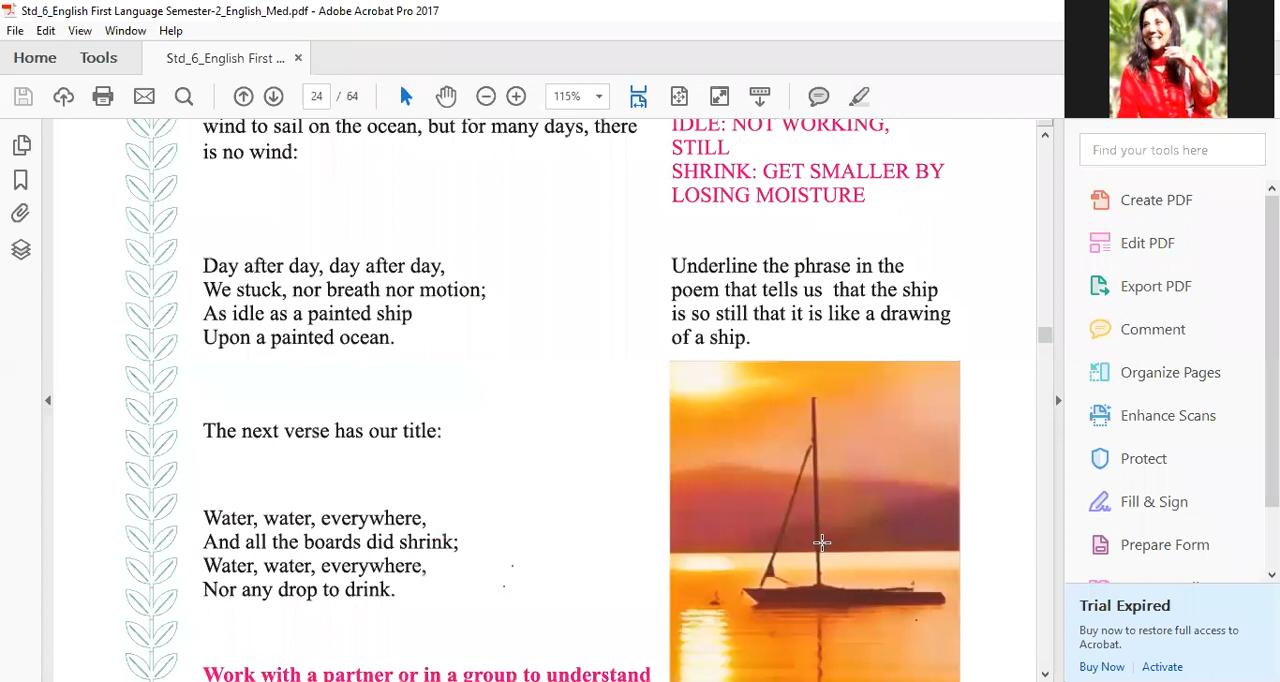 Std_6_English First Language Semester-2_English_Med.pdf - Adobe Acrobat Pro 2017
File Edit View Window Help
Home Tools Std_6_English First ... ×
24 / 64 115%
wind to sail on the ocean, but for many days, there
is no wind:
Day after day, day after day,
We stuck, nor breath nor motion;
As idle as a painted ship
Upon a painted ocean.
The next verse has our title:
Water, water, everywhere,
And all the boards did shrink;
Water, water, everywhere,
Nor any drop to drink.
Work with a partner or in a group to understand
IDLE: NOT WORKING,
STILL
SHRINK: GET SMALLER BY
LOSING MOISTURE
Underline the phrase in the
poem that tells us that the ship
is so still that it is like a drawing
of a ship.
Find your tools here
Create PDF
Edit PDF
Export PDF
Comment
Organize Pages
Enhance Scans
Protect
Fill & Sign
Prepare Form
Trial Expired
Buy now to restore full access to
Acrobat.
Buy Now Activate